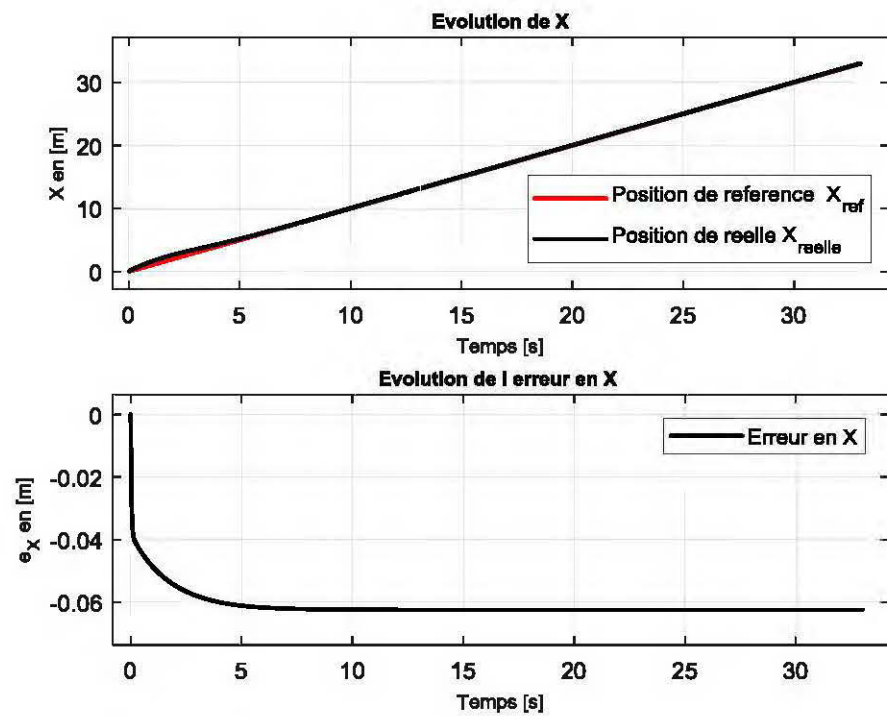 Evolution de X
30
20
10
0
X en [m]
Position de reference X_ref
Position de reelle X_reelle
0 5 10 15 20 25 30
Temps [s]
Evolution de l erreur en X
0
-0.02
-0.04
-0.06
e_X en [m]
Erreur en X
0 5 10 15 20 25 30
Temps [s]